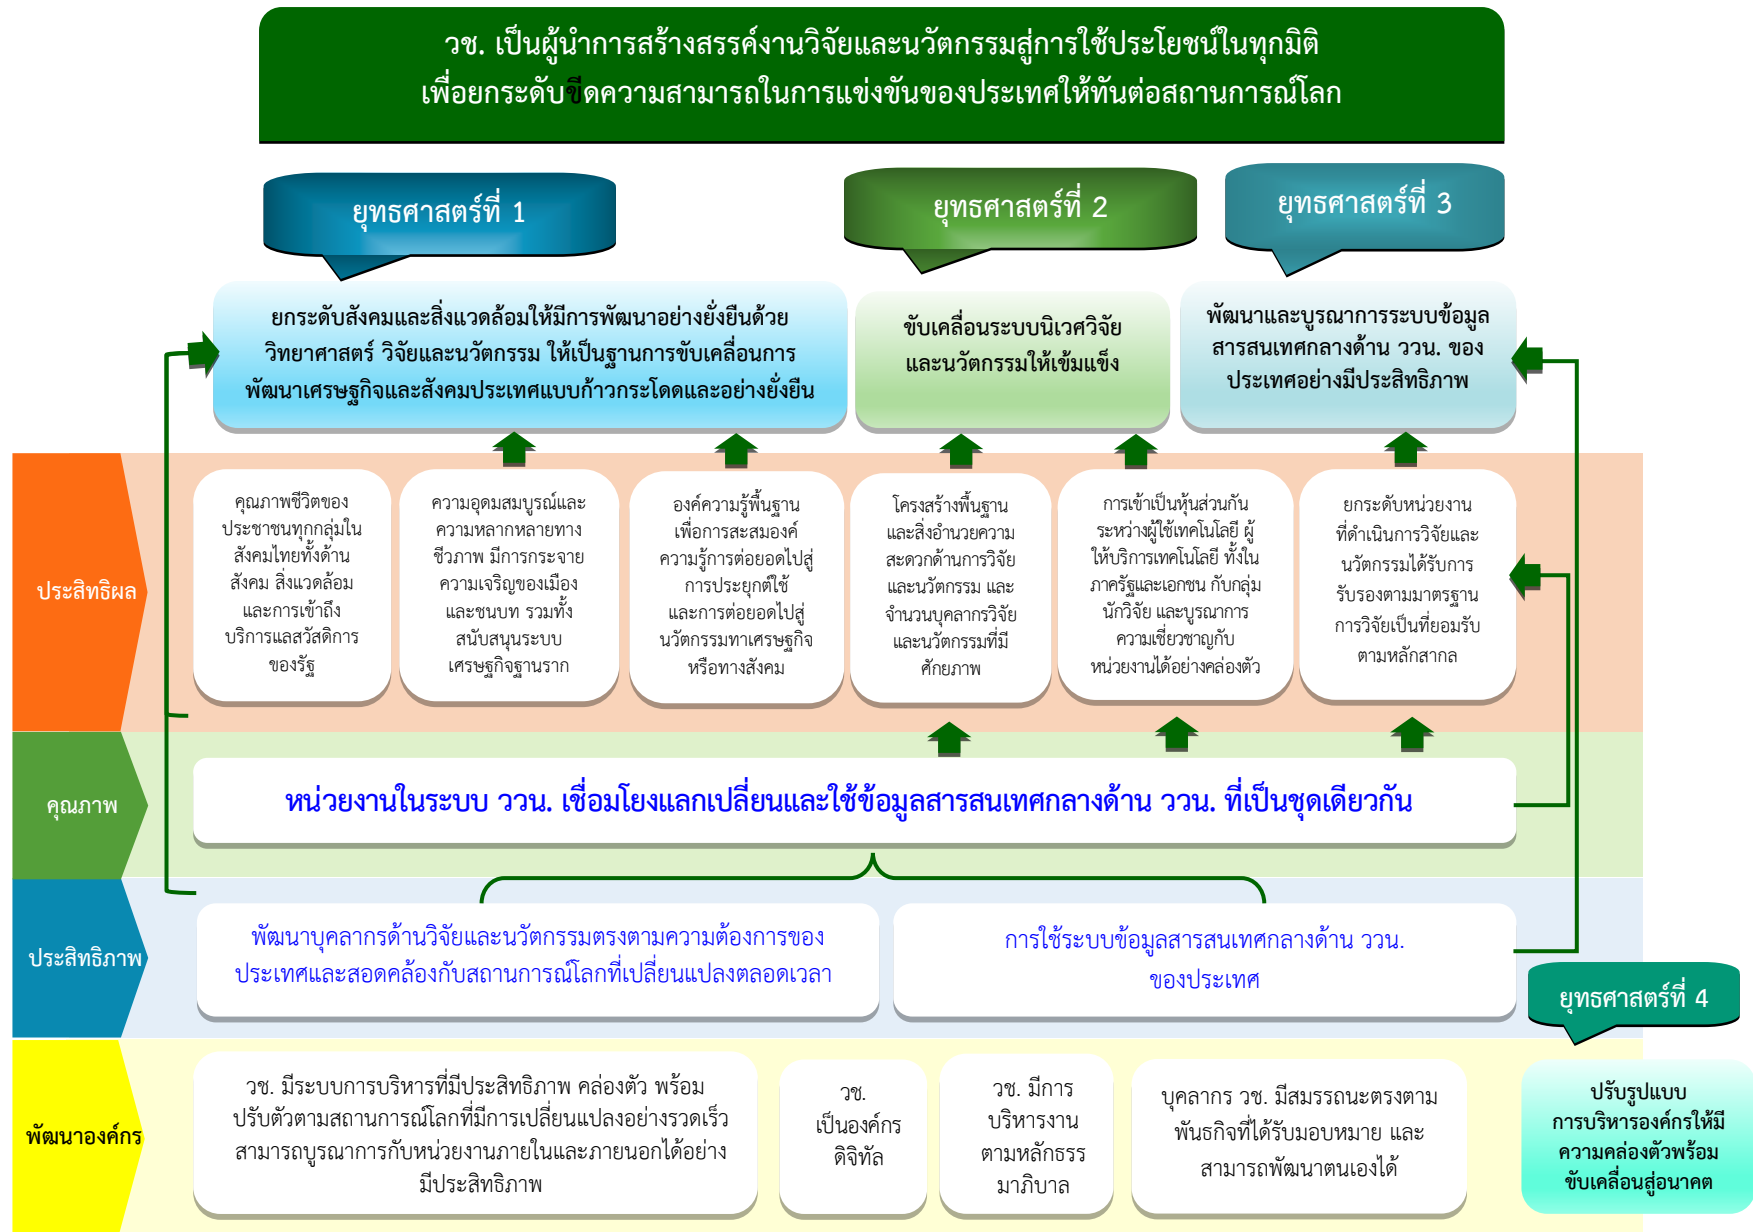 วช. เป็นผู้นำการสร้างสรรค์งานวิจัยและนวัตกรรมสู่การใช้ประโยชน์ในทุกมิติ
เพื่อยกระดับขีดความสามารถในการแข่งขันของประเทศให้ทันต่อสถานการณ์โลก
ยุทธศาสตร์ที่ 1
ยุทธศาสตร์ที่ 2
ยุทธศาสตร์ที่ 3
ยกระดับสังคมและสิ่งแวดล้อมให้มีการพัฒนาอย่างยั่งยืนด้วย
วิทยาศาสตร์ วิจัยและนวัตกรรม ให้เป็นฐานการขับเคลื่อนการ
พัฒนาเศรษฐกิจและสังคมประเทศแบบก้าวกระโดดและอย่างยั่งยืน
ขับเคลื่อนระบบนิเวศวิจัย
และนวัตกรรมให้เข้มแข็ง
พัฒนาและบูรณาการระบบข้อมูล
สารสนเทศกลางด้าน ววน. ของ
ประเทศอย่างมีประสิทธิภาพ
ประสิทธิผล
คุณภาพชีวิตของ
ประชาชนทุกกลุ่มใน
สังคมไทยทั้งด้าน
สังคม สิ่งแวดล้อม
และการเข้าถึง
บริการแลสวัสดิการ
ของรัฐ
ความอุดมสมบูรณ์และ
ความหลากหลายทาง
ชีวภาพ มีการกระจาย
ความเจริญของเมือง
และชนบท รวมทั้ง
สนับสนุนระบบ
เศรษฐกิจฐานราก
องค์ความรู้พื้นฐาน
เพื่อการสะสมองค์
ความรู้การต่อยอดไปสู่
การประยุกต์ใช้
และการต่อยอดไปสู่
นวัตกรรมทาเศรษฐกิจ
หรือทางสังคม
โครงสร้างพื้นฐาน
และสิ่งอำนวยความ
สะดวกด้านการวิจัย
และนวัตกรรม และ
จำนวนบุคลากรวิจัย
และนวัตกรรมที่มี
ศักยภาพ
การเข้าเป็นหุ้นส่วนกัน
ระหว่างผู้ใช้เทคโนโลยี ผู้
ให้บริการเทคโนโลยี ทั้งใน
ภาครัฐและเอกชน กับกลุ่ม
นักวิจัย และบูรณาการ
ความเชี่ยวชาญกับ
หน่วยงานได้อย่างคล่องตัว
ยกระดับหน่วยงาน
ที่ดำเนินการวิจัยและ
นวัตกรรมได้รับการ
รับรองตามมาตรฐาน
การวิจัยเป็นที่ยอมรับ
ตามหลักสากล
คุณภาพ
หน่วยงานในระบบ ววน. เชื่อมโยงแลกเปลี่ยนและใช้ข้อมูลสารสนเทศกลางด้าน ววน. ที่เป็นชุดเดียวกัน
ประสิทธิภาพ
พัฒนาบุคลากรด้านวิจัยและนวัตกรรมตรงตามความต้องการของ
ประเทศและสอดคล้องกับสถานการณ์โลกที่เปลี่ยนแปลงตลอดเวลา
การใช้ระบบข้อมูลสารสนเทศกลางด้าน ววน.
ของประเทศ
ยุทธศาสตร์ที่ 4
พัฒนาองค์กร
วช. มีระบบการบริหารที่มีประสิทธิภาพ คล่องตัว พร้อม
ปรับตัวตามสถานการณ์โลกที่มีการเปลี่ยนแปลงอย่างรวดเร็ว
สามารถบูรณาการกับหน่วยงานภายในและภายนอกได้อย่าง
มีประสิทธิภาพ
วช.
เป็นองค์กร
ดิจิทัล
วช. มีการ
บริหารงาน
ตามหลักธรร
มาภิบาล
บุคลากร วช. มีสมรรถนะตรงตาม
พันธกิจที่ได้รับมอบหมาย และ
สามารถพัฒนาตนเองได้
ปรับรูปแบบ
การบริหารองค์กรให้มี
ความคล่องตัวพร้อม
ขับเคลื่อนสู่อนาคต